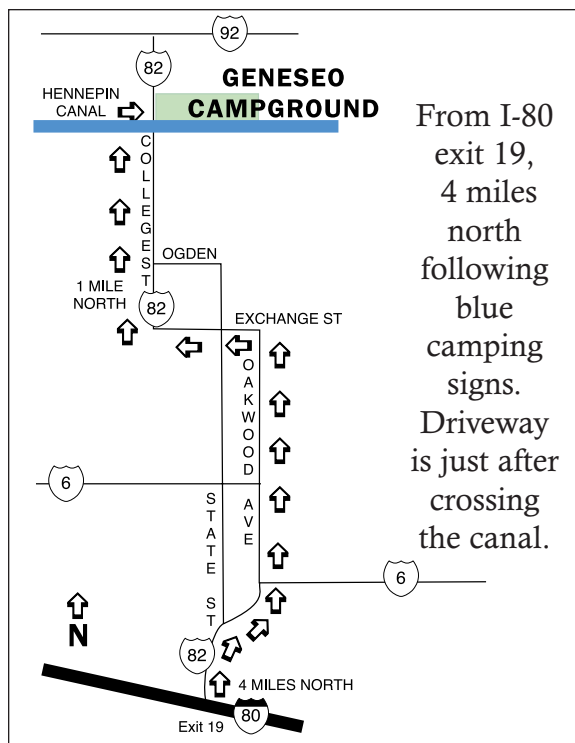 92
82
GENESEO
CAMPGROUND
HENNEPIN
CANAL
COLLEGE ST
OGDEN
1 MILE
NORTH
82
EXCHANGE ST
OAKWOOD AVE
6
STATE ST
6
N
82
4 MILES NORTH
Exit 19
80
From I-80
exit 19,
4 miles
north
following
blue
camping
signs.
Driveway
is just after
crossing
the canal.